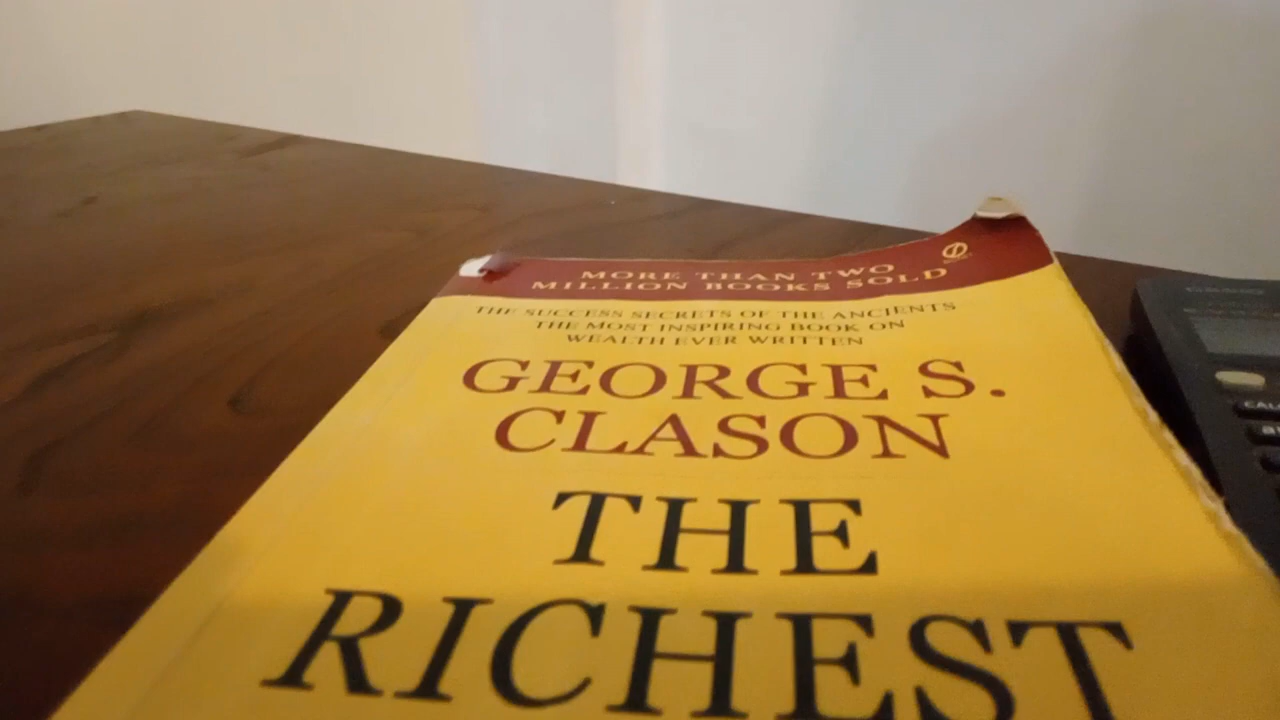 MORE THAN TWO
MILLION BOOKS SOLD
THE SUCCESS SECRETS OF THE ANCIENTS
THE MOST INSPIRING BOOK ON
WEALTH EVER WRITTEN
GEORGE S.
CLASON
THE
RICHEST